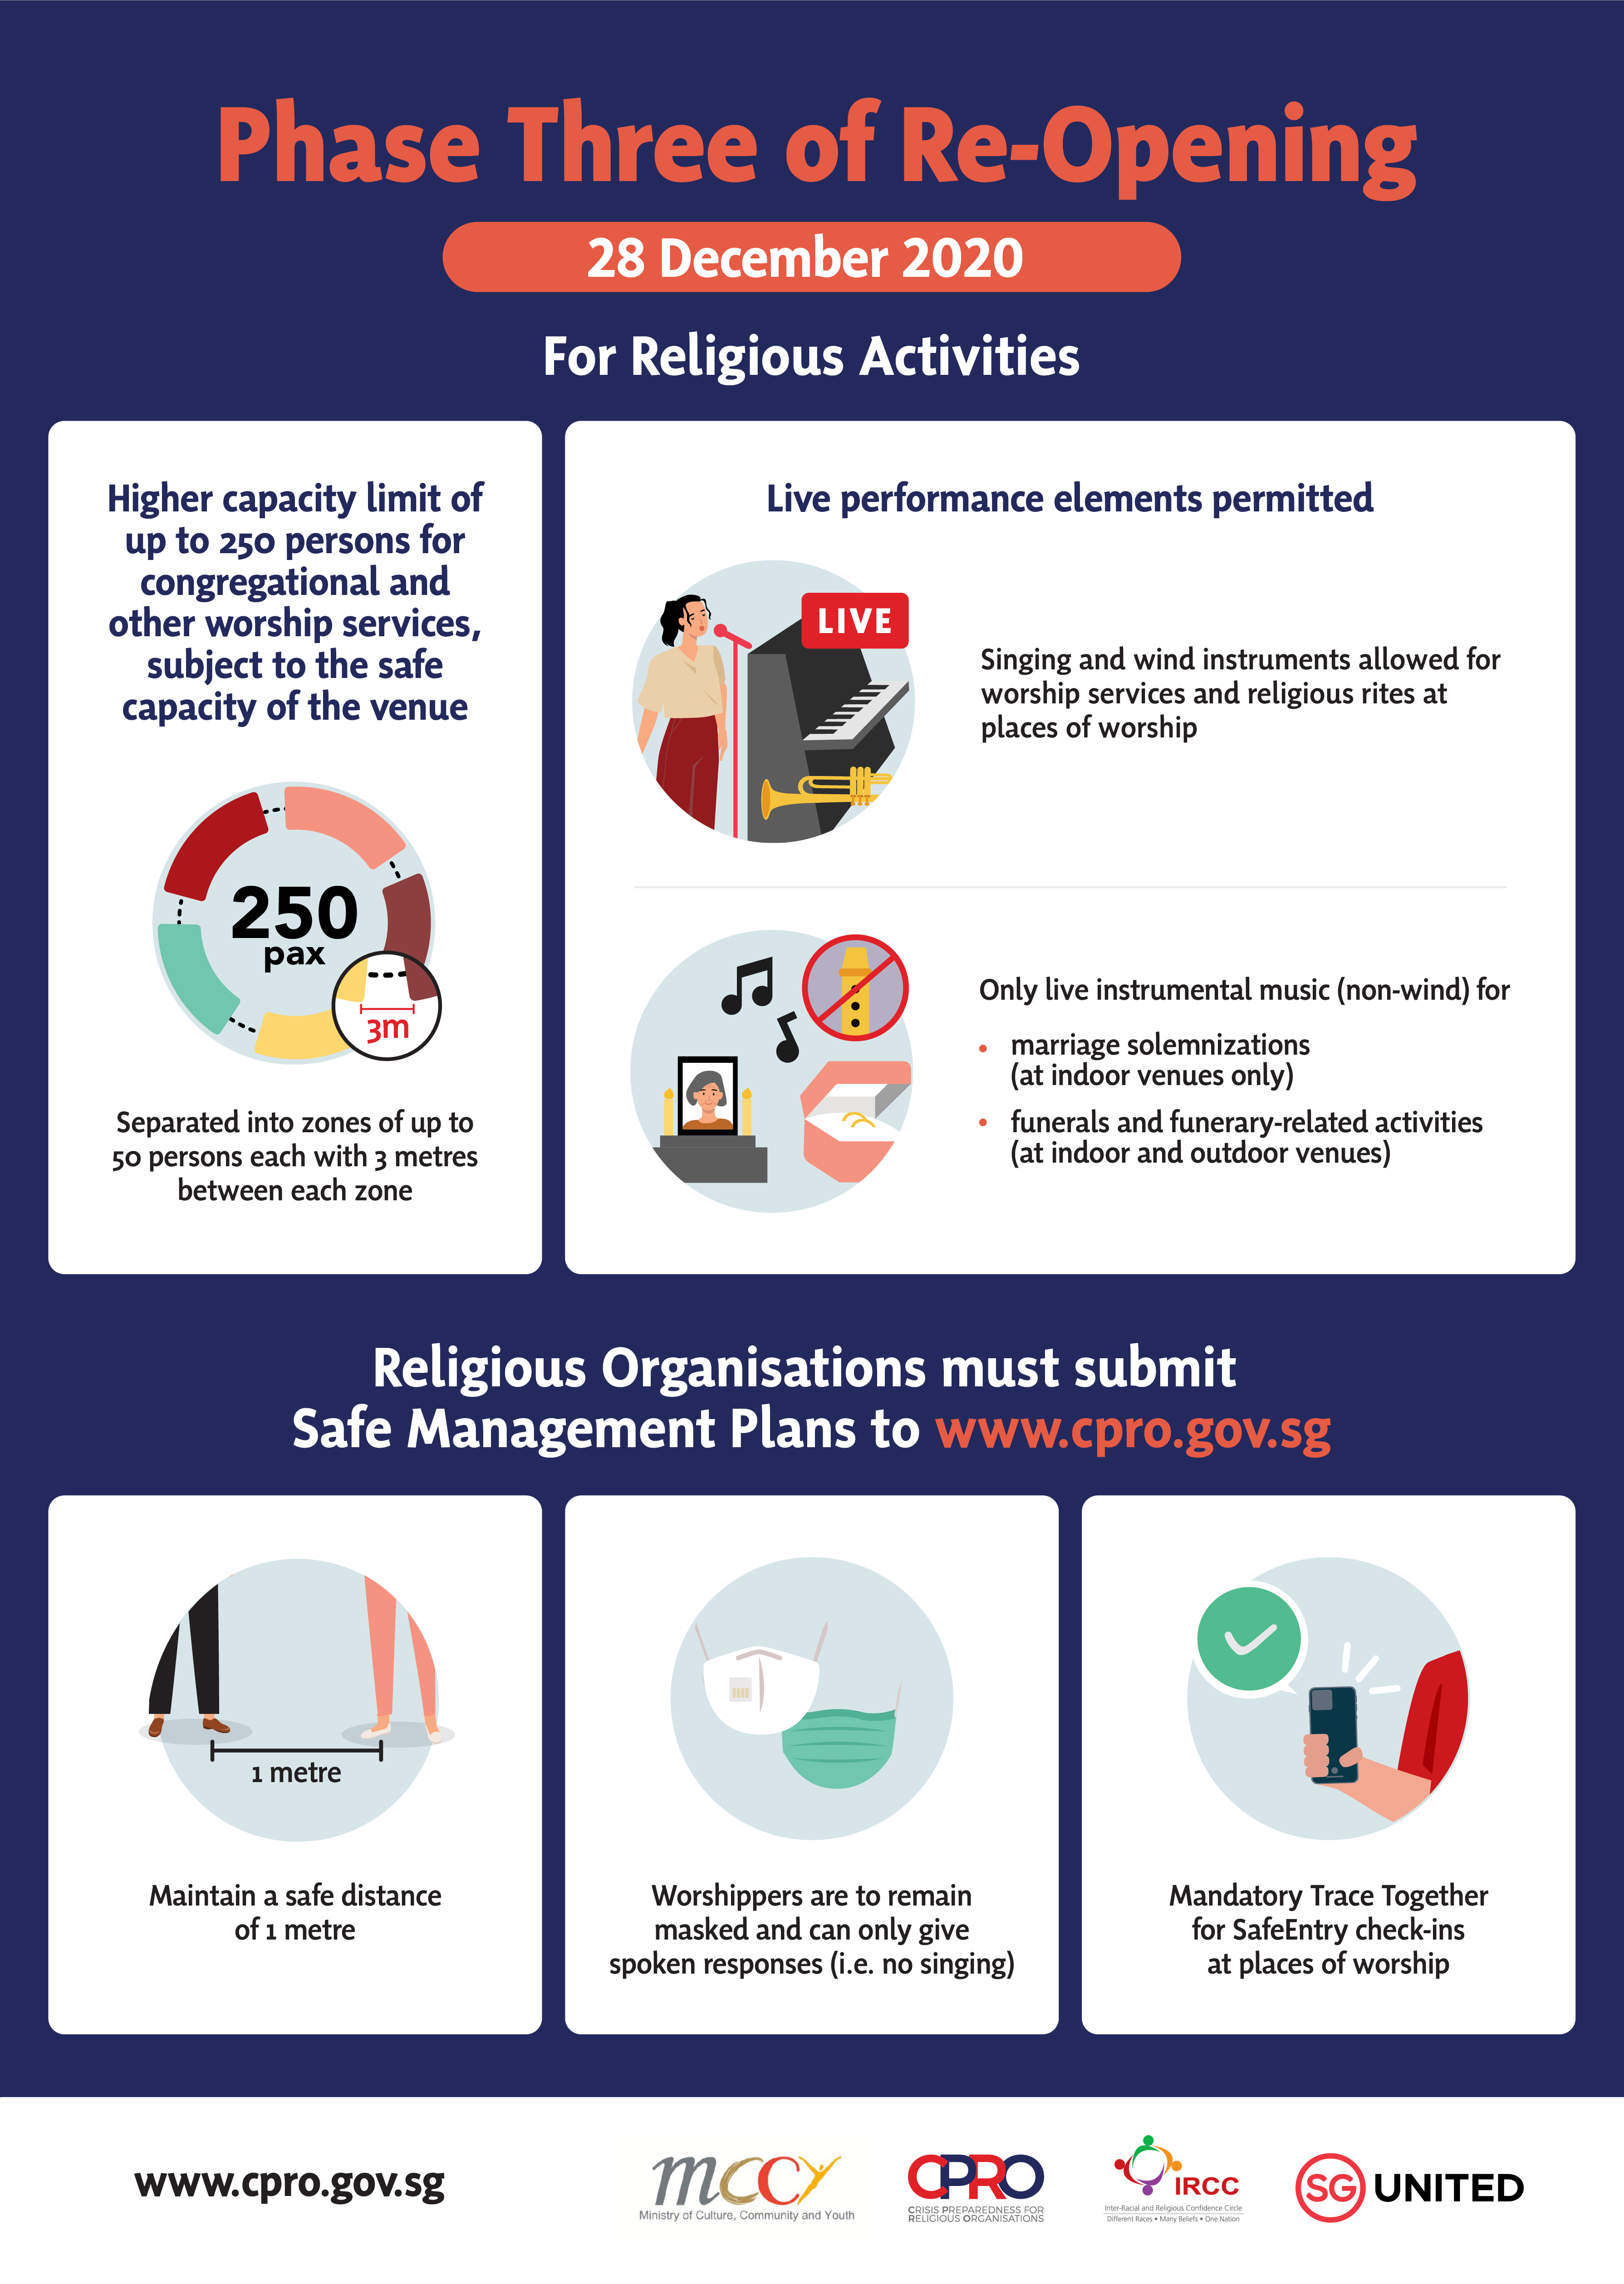 Phase Three of Re-Opening
28 December 2020
For Religious Activities
Higher capacity limit of
up to 250 persons for
congregational and
other worship services,
subject to the safe
capacity of the venue
250
pax
3m
Separated into zones of up to
50 persons each with 3 metres
between each zone
Live performance elements permitted
LIVE
Singing and wind instruments allowed for
worship services and religious rites at
places of worship
Only live instrumental music (non-wind) for
• marriage solemnizations
(at indoor venues only)
• funerals and funerary-related activities
(at indoor and outdoor venues)
Religious Organisations must submit
Safe Management Plans to www.cpro.gov.sg
1 metre
Maintain a safe distance
of 1 metre
Worshippers are to remain
masked and can only give
spoken responses (i.e. no singing)
Mandatory Trace Together
for SafeEntry check-ins
at places of worship
www.cpro.gov.sg
mccy
Ministry of Culture, Community and Youth
CPRO
CRISIS PREPAREDNESS FOR
RELIGIOUS ORGANISATIONS
IRCC
Inter-Racial and Religious Confidence Circle
Different Races • Many Beliefs • One Nation
SG UNITED